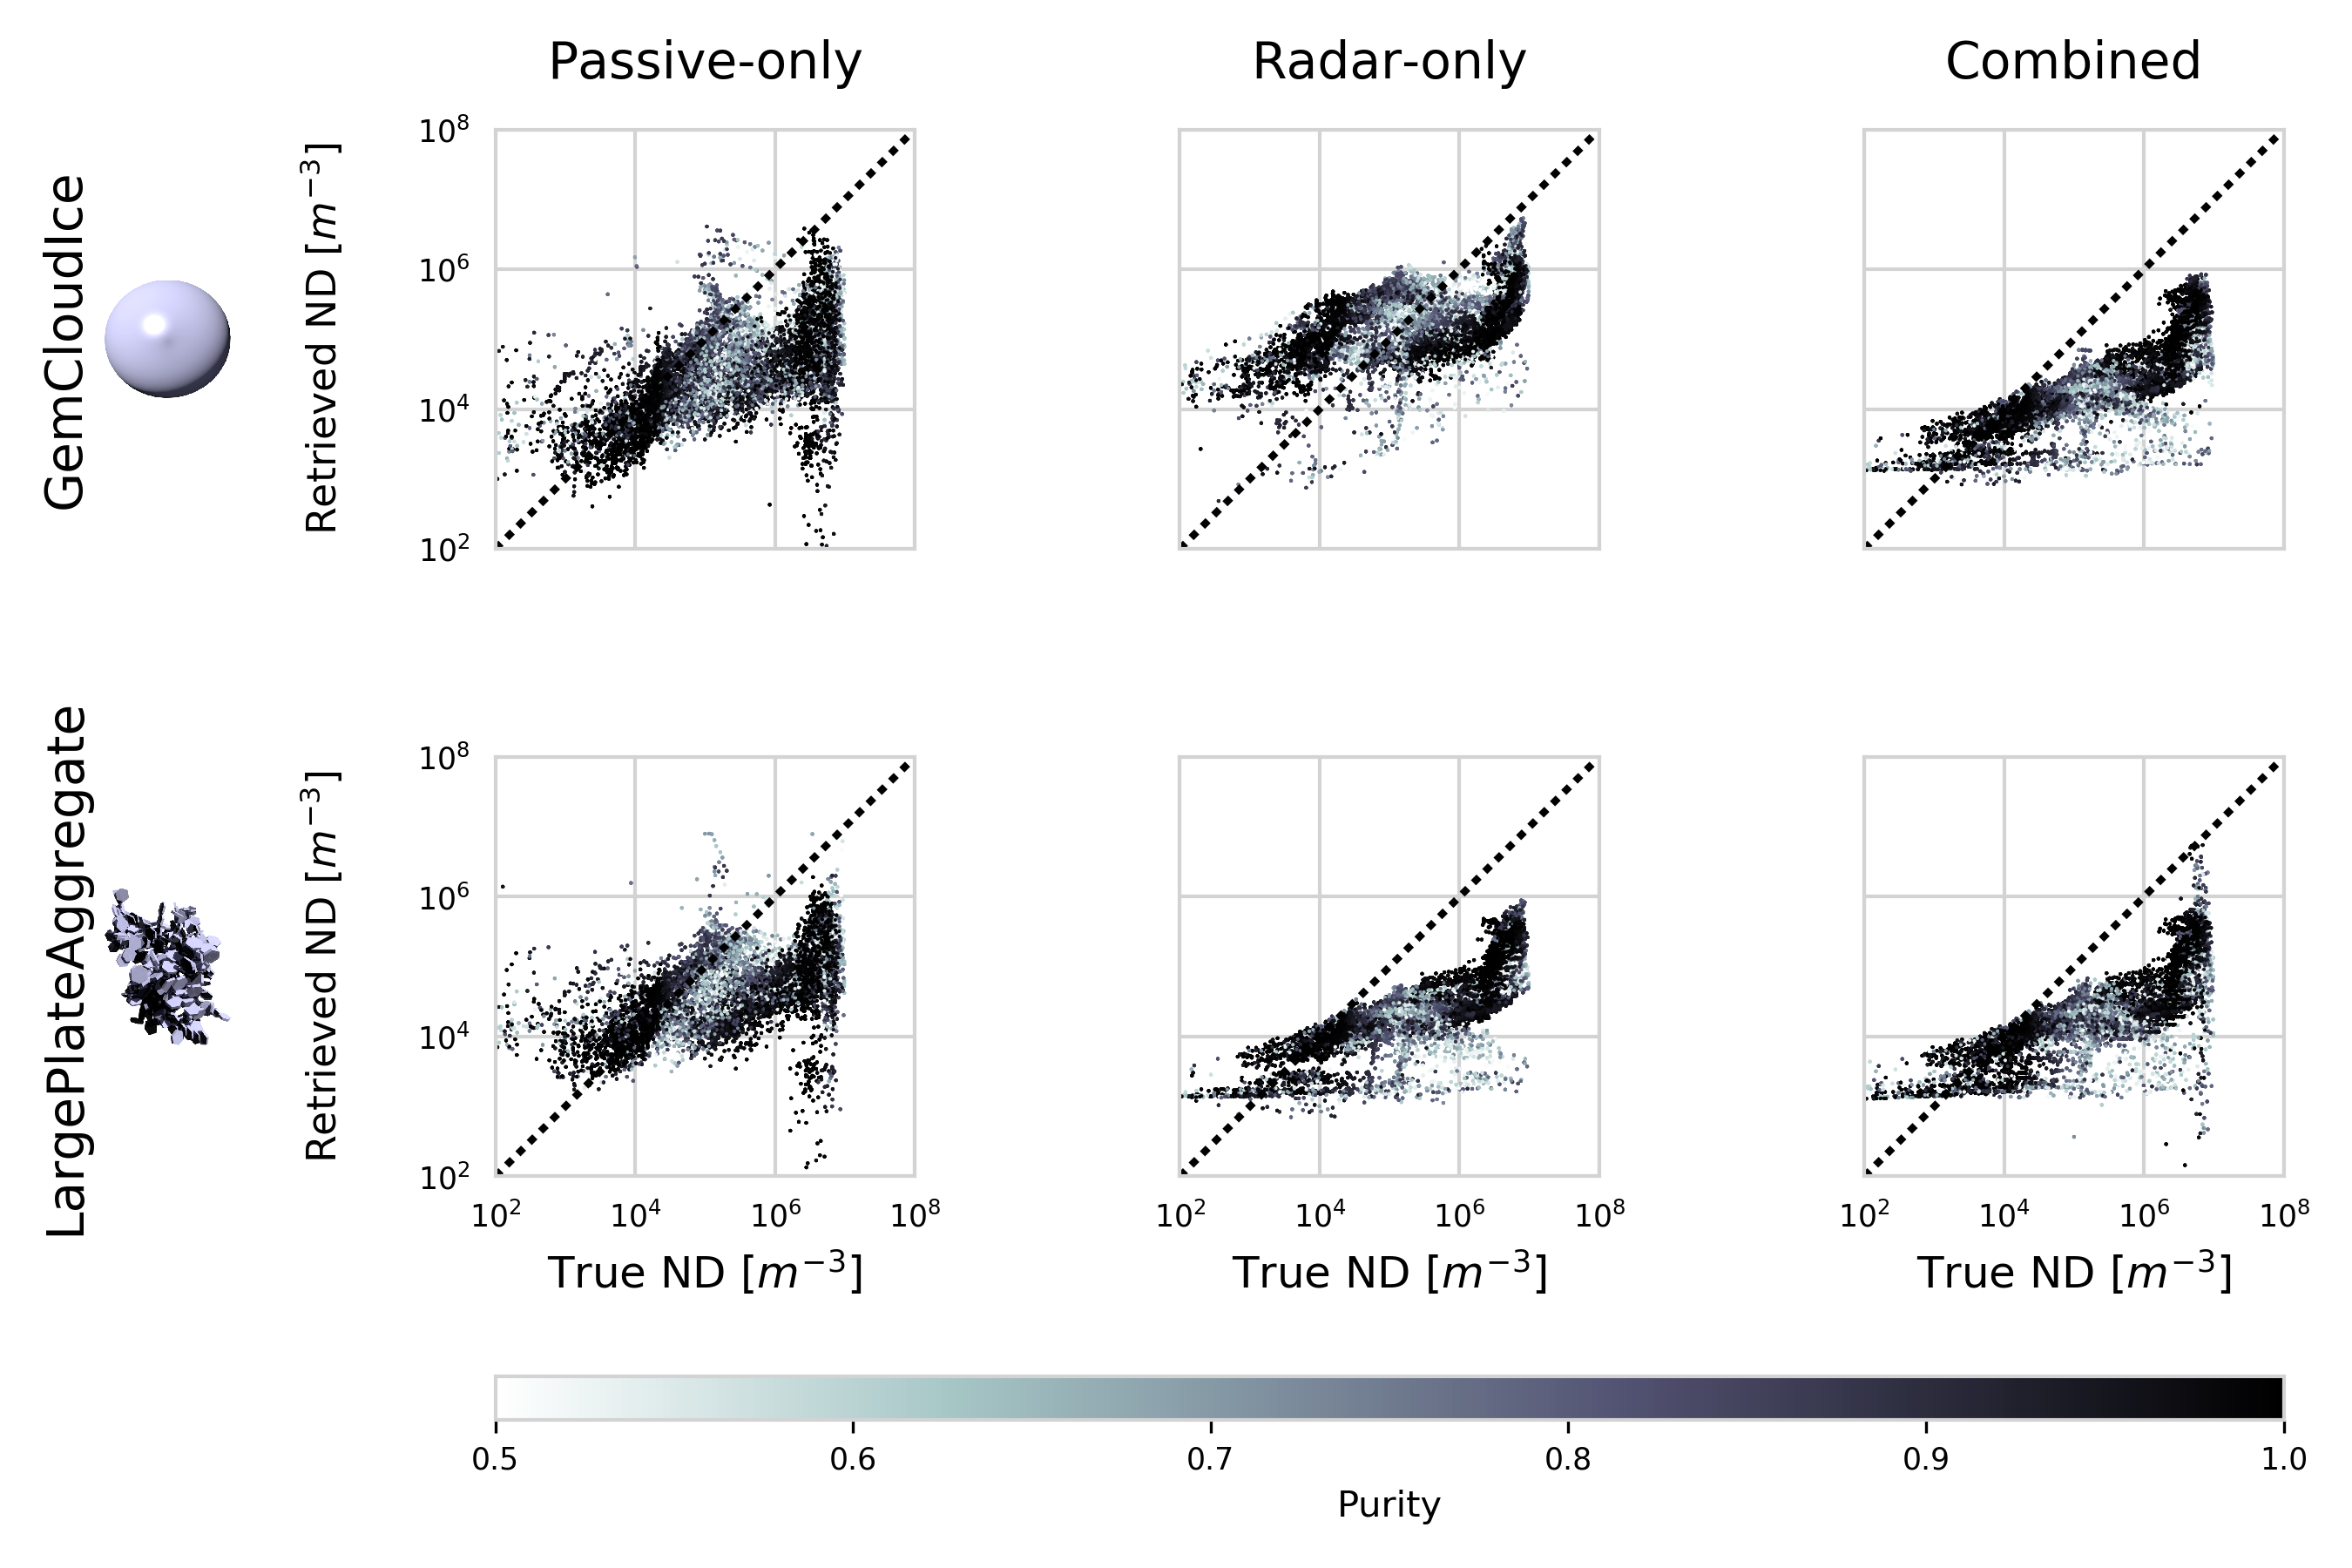 Passive-only Radar-only Combined
GemCloudIce
Retrieved ND [m⁻³]
10⁸
10⁶
10⁴
10²
LargePlateAggregate
Retrieved ND [m⁻³]
10⁸
10⁶
10⁴
10²
10² 10⁴ 10⁶ 10⁸ 10² 10⁴ 10⁶ 10⁸ 10² 10⁴ 10⁶ 10⁸
True ND [m⁻³] True ND [m⁻³] True ND [m⁻³]
0.5 0.6 0.7 0.8 0.9 1.0
Purity